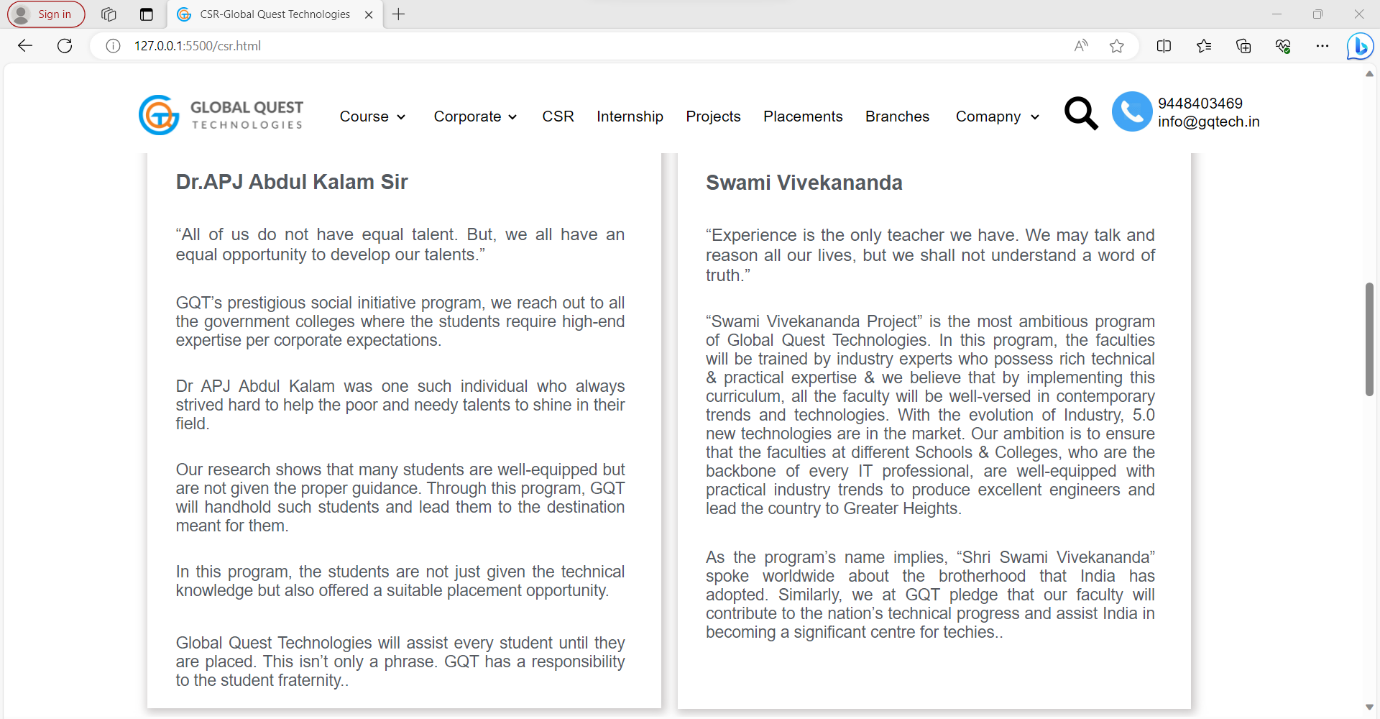 Sign in
CSR-Global Quest Technologies
127.0.0.1:5500/csr.html
GLOBAL QUEST
TECHNOLOGIES
Course
Corporate
CSR
Internship
Projects
Placements
Branches
Comapny
9448403469
info@gqtech.in
Dr.APJ Abdul Kalam Sir
“All of us do not have equal talent. But, we all have an
equal opportunity to develop our talents.”
GQT’s prestigious social initiative program, we reach out to all
the government colleges where the students require high-end
expertise per corporate expectations.
Dr APJ Abdul Kalam was one such individual who always
strived hard to help the poor and needy talents to shine in their
field.
Our research shows that many students are well-equipped but
are not given the proper guidance. Through this program, GQT
will handhold such students and lead them to the destination
meant for them.
In this program, the students are not just given the technical
knowledge but also offered a suitable placement opportunity.
Global Quest Technologies will assist every student until they
are placed. This isn’t only a phrase. GQT has a responsibility
to the student fraternity..
Swami Vivekananda
“Experience is the only teacher we have. We may talk and
reason all our lives, but we shall not understand a word of
truth.”
“Swami Vivekananda Project” is the most ambitious program
of Global Quest Technologies. In this program, the faculties
will be trained by industry experts who possess rich technical
& practical expertise & we believe that by implementing this
curriculum, all the faculty will be well-versed in contemporary
trends and technologies. With the evolution of Industry, 5.0
new technologies are in the market. Our ambition is to ensure
that the faculties at different Schools & Colleges, who are the
backbone of every IT professional, are well-equipped with
practical industry trends to produce excellent engineers and
lead the country to Greater Heights.
As the program’s name implies, “Shri Swami Vivekananda”
spoke worldwide about the brotherhood that India has
adopted. Similarly, we at GQT pledge that our faculty will
contribute to the nation’s technical progress and assist India in
becoming a significant centre for techies..